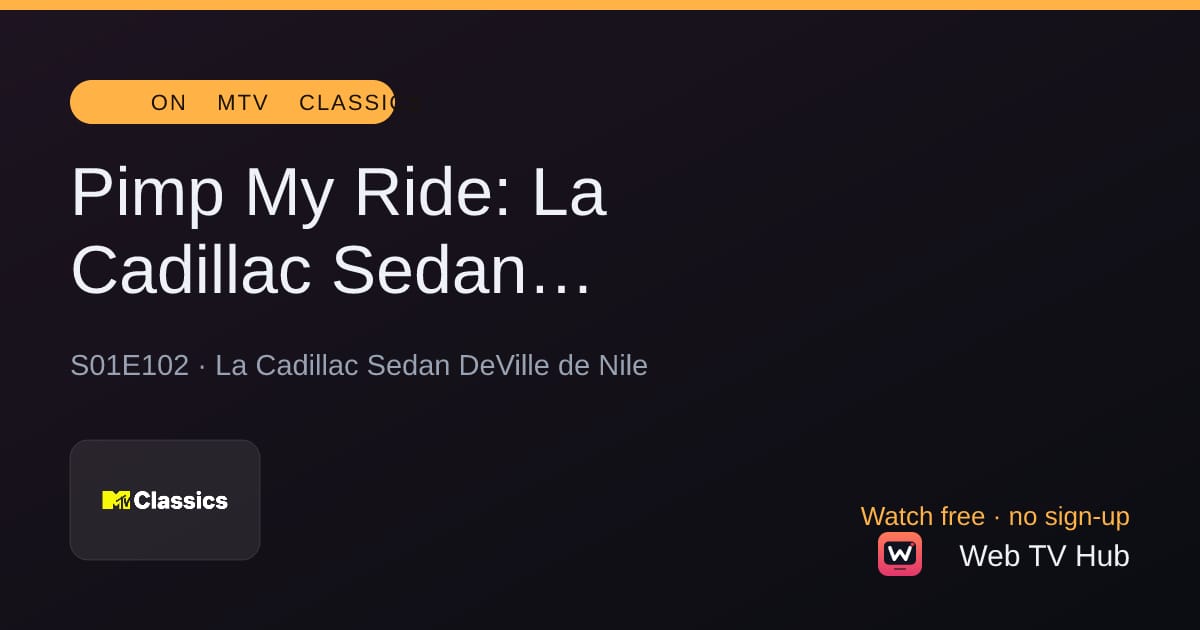 ON MTV CLASSIC
Pimp My Ride: La
Cadillac Sedan…
S01E102 · La Cadillac Sedan DeVille de Nile
MTV Classics
Watch free · no sign-up
W Web TV Hub